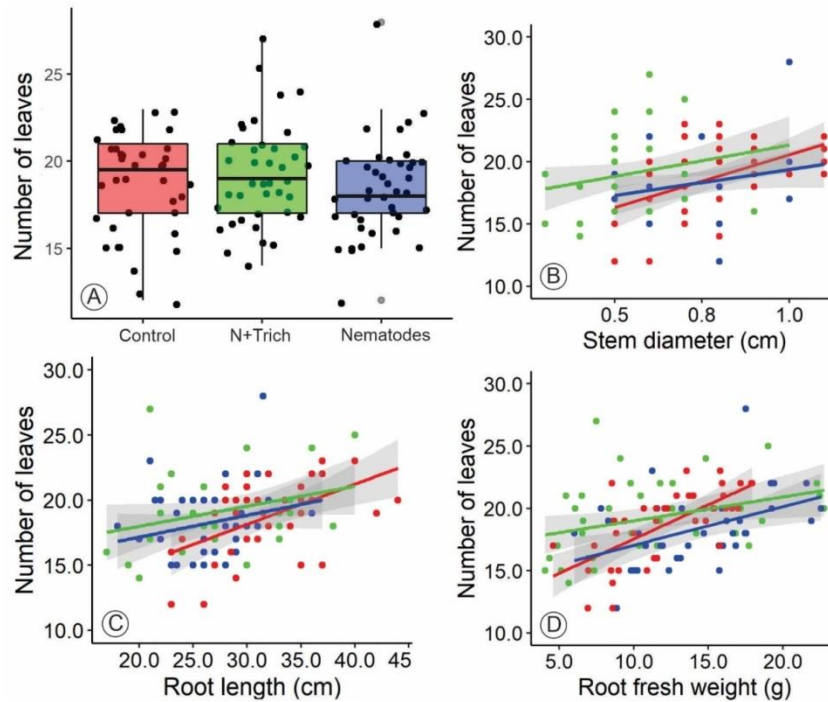 Number of leaves
25
20
15
A
Control
N+Trich
Nematodes
Number of leaves
30.0
25.0
20.0
15.0
10.0
B
0.5
0.8
1.0
Stem diameter (cm)
Number of leaves
30.0
25.0
20.0
15.0
10.0
C
20.0
25.0
30.0
35.0
40.0
45
Root length (cm)
Number of leaves
30.0
25.0
20.0
15.0
10.0
D
5.0
10.0
15.0
20.0
Root fresh weight (g)